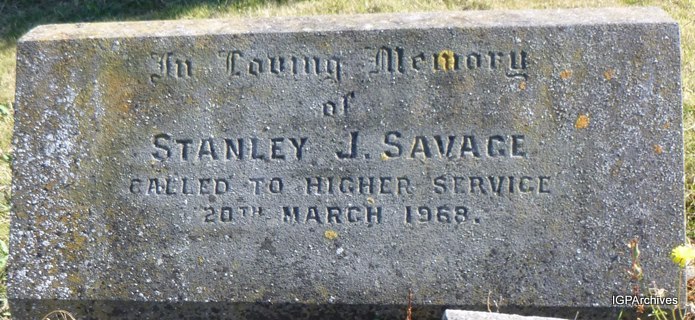 In Loving Memory
of
STANLEY J. SAVAGE
CALLED TO HIGHER SERVICE
20TH MARCH 1968.
IGPArchives